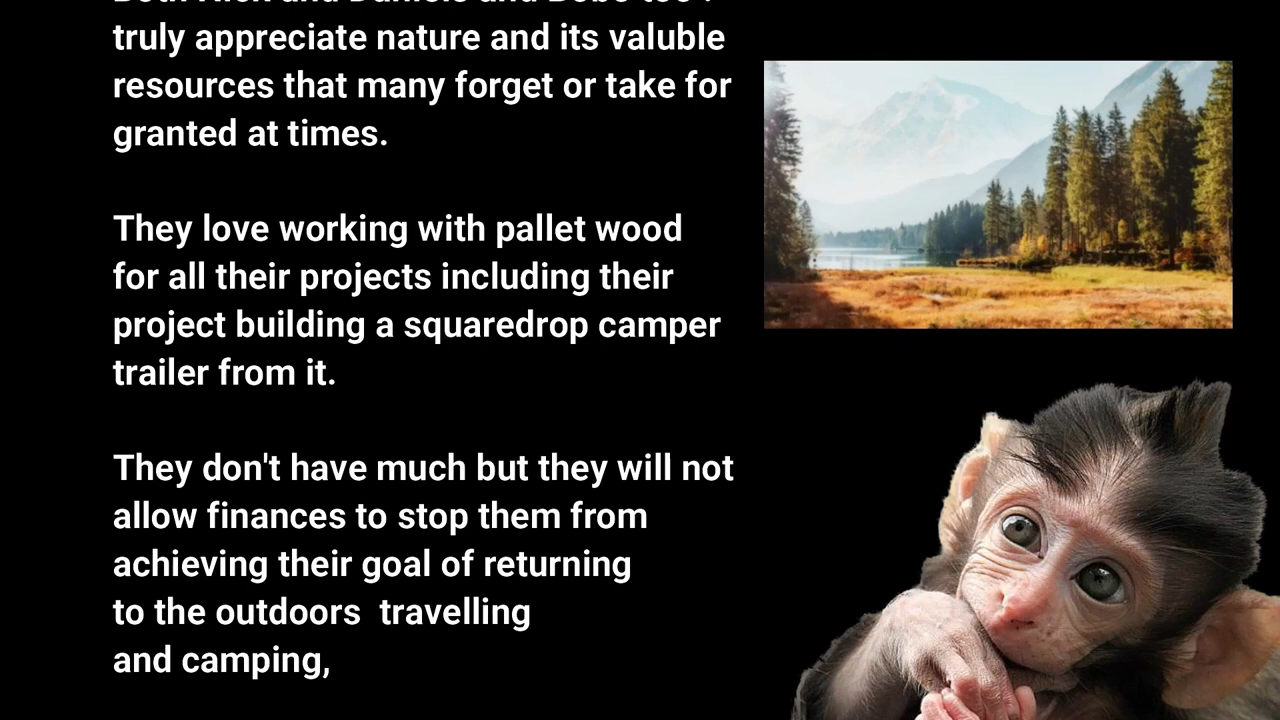 truly appreciate nature and its valuble
resources that many forget or take for
granted at times.
They love working with pallet wood
for all their projects including their
project building a squaredrop camper
trailer from it.
They don't have much but they will not
allow finances to stop them from
achieving their goal of returning
to the outdoors  travelling
and camping,